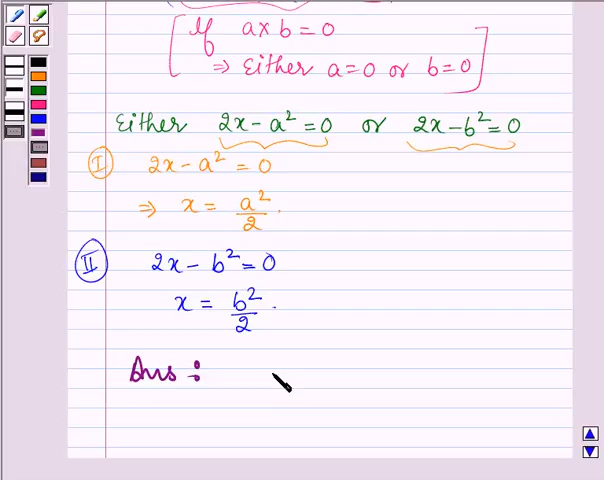 If a×b=0
⇒ Either a=0 or b=0
Either 2x-a²=0 or 2x-b²=0
I 2x-a²=0
⇒ x = a²/2.
II 2x-b²=0
x = b²/2.
Ans :